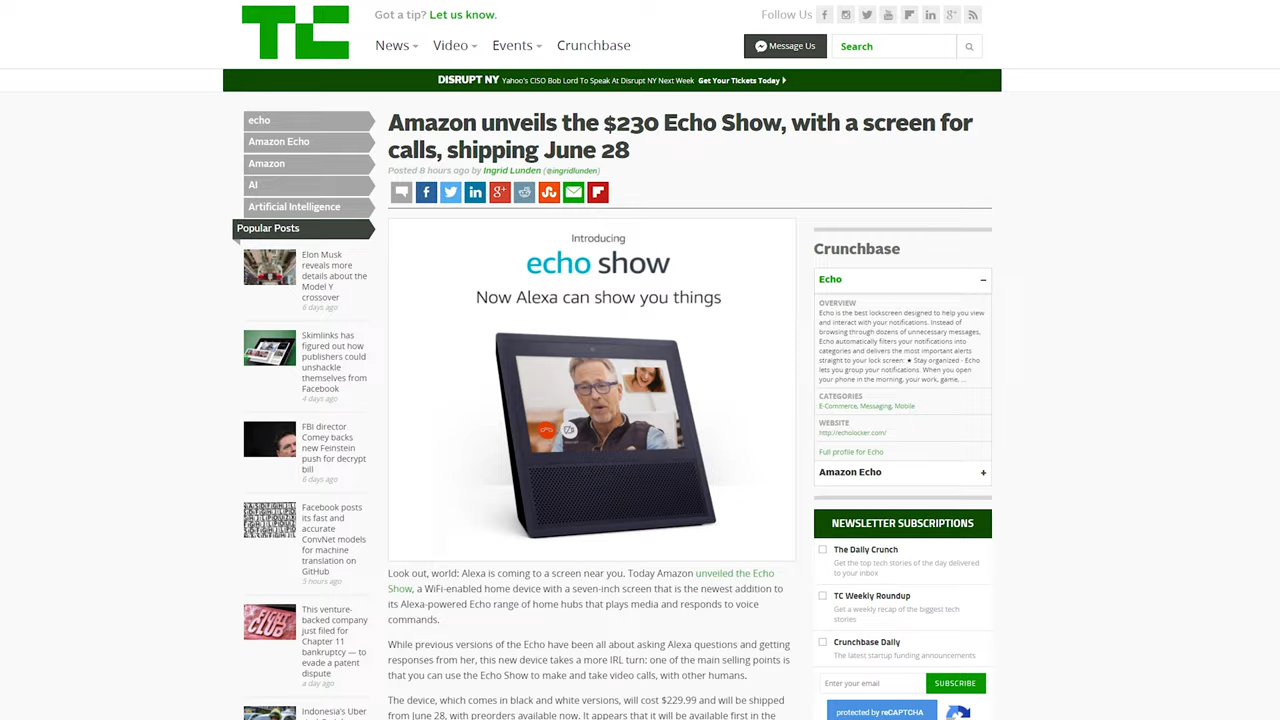 TC
Got a tip? Let us know.
Follow Us
News
Video
Events
Crunchbase
Message Us
Search
DISRUPT NY Yahoo's CISO Bob Lord To Speak At Disrupt NY Next Week Get Your Tickets Today
echo
Amazon Echo
Amazon
AI
Artificial Intelligence
Popular Posts
Elon Musk
reveals more
details about the
Model Y
crossover
6 days ago
Skimlinks has
figured out how
publishers could
unshackle
themselves from
Facebook
4 days ago
FBI director
Comey backs
new Feinstein
push for decrypt
bill
6 days ago
Facebook posts
its fast and
accurate
ConvNet models
for machine
translation on
GitHub
5 hours ago
FIGHT
CLUB
This venture-
backed company
just filed for
Chapter 11
bankruptcy — to
evade a patent
dispute
a day ago
Indonesia's Uber
Amazon unveils the $230 Echo Show, with a screen for
calls, shipping June 28
Posted 8 hours ago by Ingrid Lunden (@ingridlunden)
Introducing
echo show
Now Alexa can show you things
Look out, world: Alexa is coming to a screen near you. Today Amazon unveiled the Echo
Show, a WiFi-enabled home device with a seven-inch screen that is the newest addition to
its Alexa-powered Echo range of home hubs that plays media and responds to voice
commands.
While previous versions of the Echo have been all about asking Alexa questions and getting
responses from her, this new device takes a more IRL turn: one of the main selling points is
that you can use the Echo Show to make and take video calls, with other humans.
The device, which comes in black and white versions, will cost $229.99 and will be shipped
from June 28, with preorders available now. It appears that it will be available first in the
Crunchbase
Echo
OVERVIEW
Echo is the best lockscreen designed to help you view
and interact with your notifications. Instead of
browsing through dozens of unnecessary messages,
Echo automatically filters your notifications into
categories and delivers the most important alerts
straight to your lock screen: ★ Stay organized - Echo
lets you group your notifications. When you open
your phone in the morning, your work, game, ...
CATEGORIES
E-Commerce, Messaging, Mobile
WEBSITE
http://echolocker.com/
Full profile for Echo
Amazon Echo
NEWSLETTER SUBSCRIPTIONS
The Daily Crunch
Get the top tech stories of the day delivered
to your inbox
TC Weekly Roundup
Get a weekly recap of the biggest tech
stories
Crunchbase Daily
The latest startup funding announcements
Enter your email
SUBSCRIBE
protected by reCAPTCHA